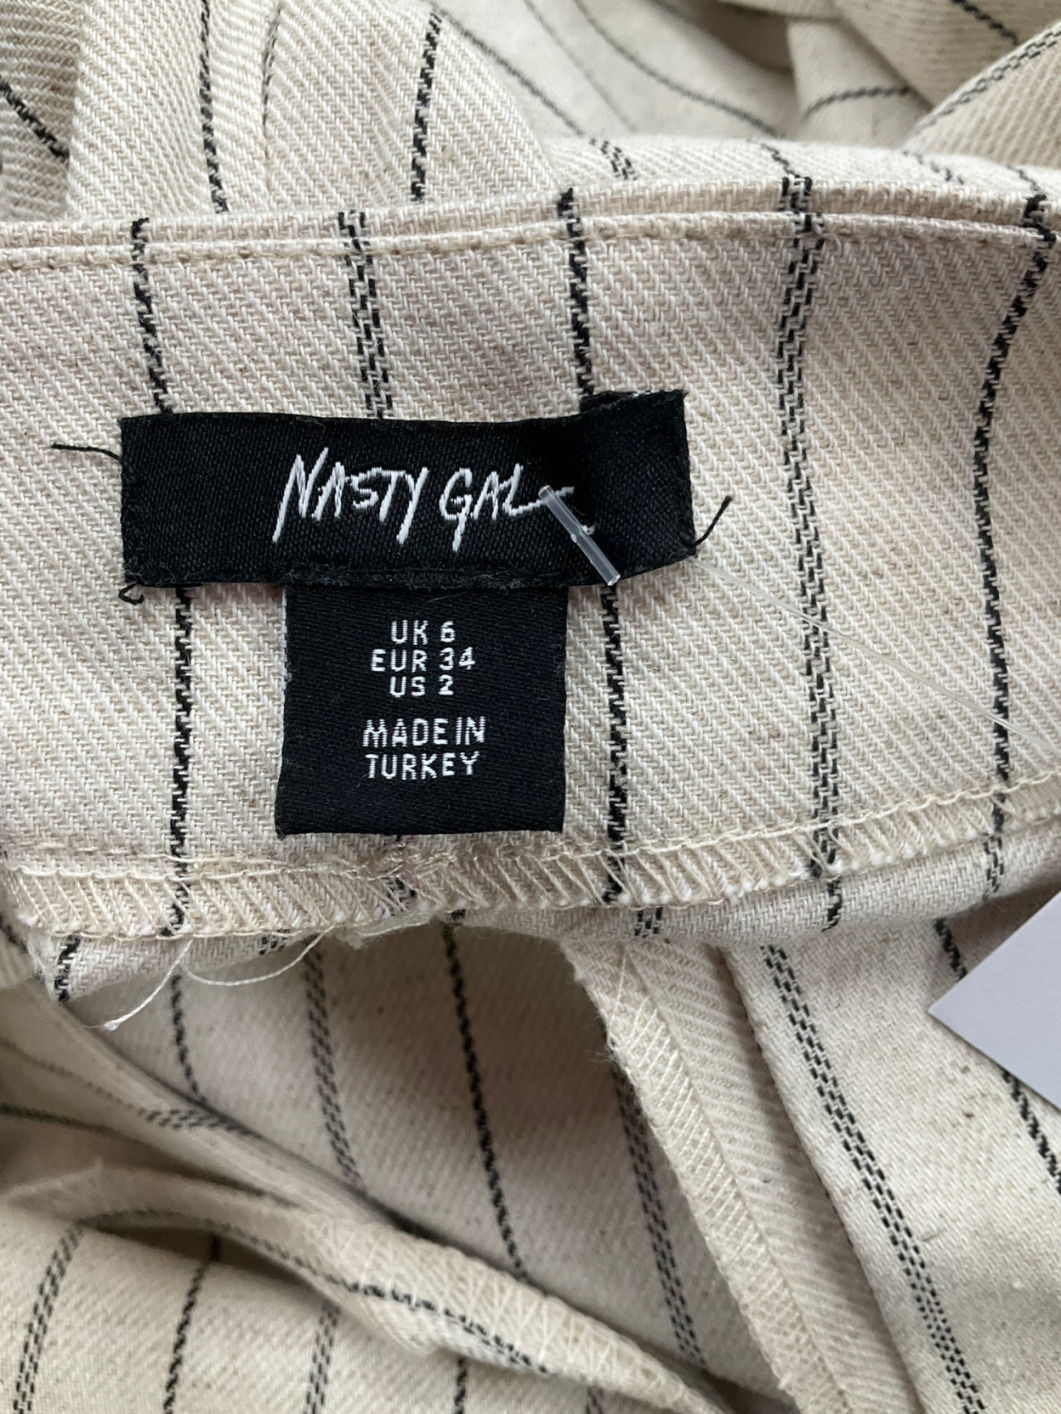 NASTY GAL
UK 6
EUR 34
US 2
MADE IN
TURKEY